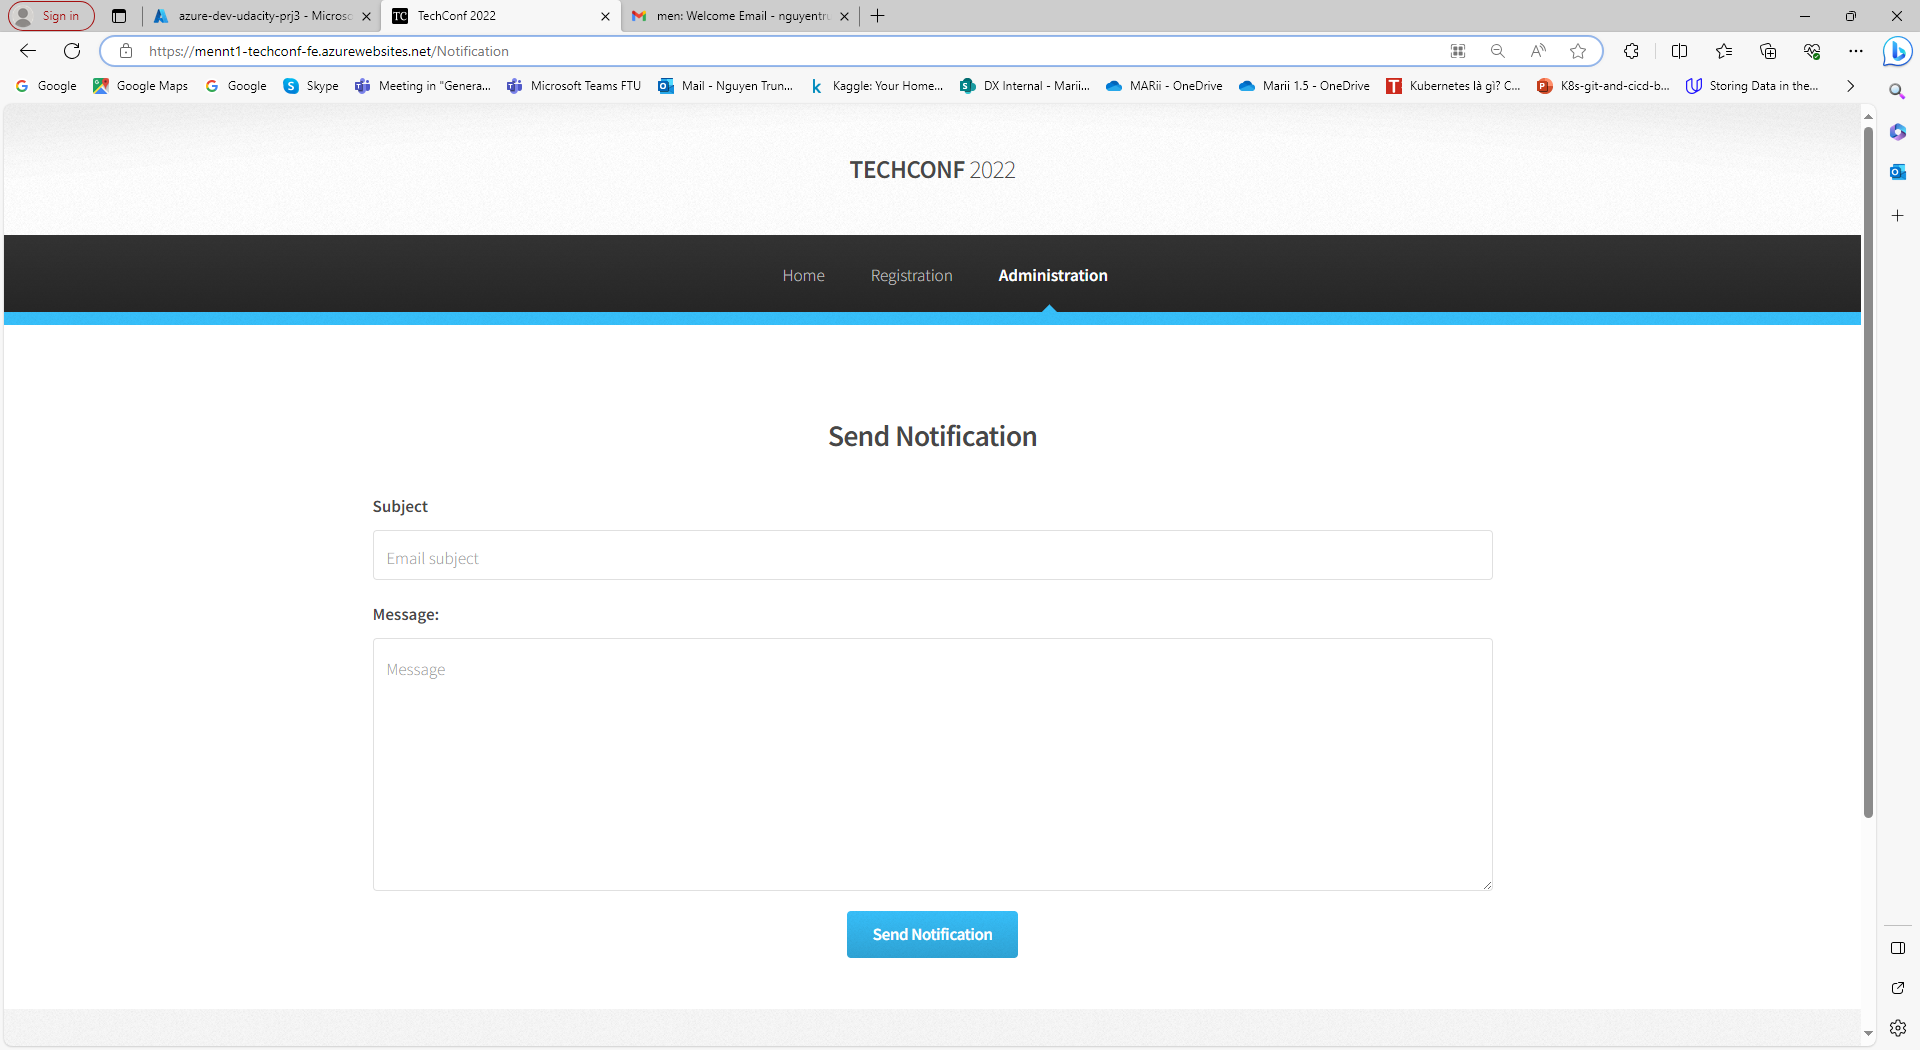 Sign in
azure-dev-udacity-prj3 - Microso
TechConf 2022
men: Welcome Email - nguyentru
https://mennt1-techconf-fe.azurewebsites.net/Notification
Google
Google Maps
Google
Skype
Meeting in "Genera...
Microsoft Teams FTU
Mail - Nguyen Trun...
Kaggle: Your Home...
DX Internal - Marii...
MARii - OneDrive
Marii 1.5 - OneDrive
Kubernetes là gì? C...
K8s-git-and-cicd-b...
Storing Data in the...
TECHCONF 2022
Home
Registration
Administration
Send Notification
Subject
Email subject
Message:
Message
Send Notification